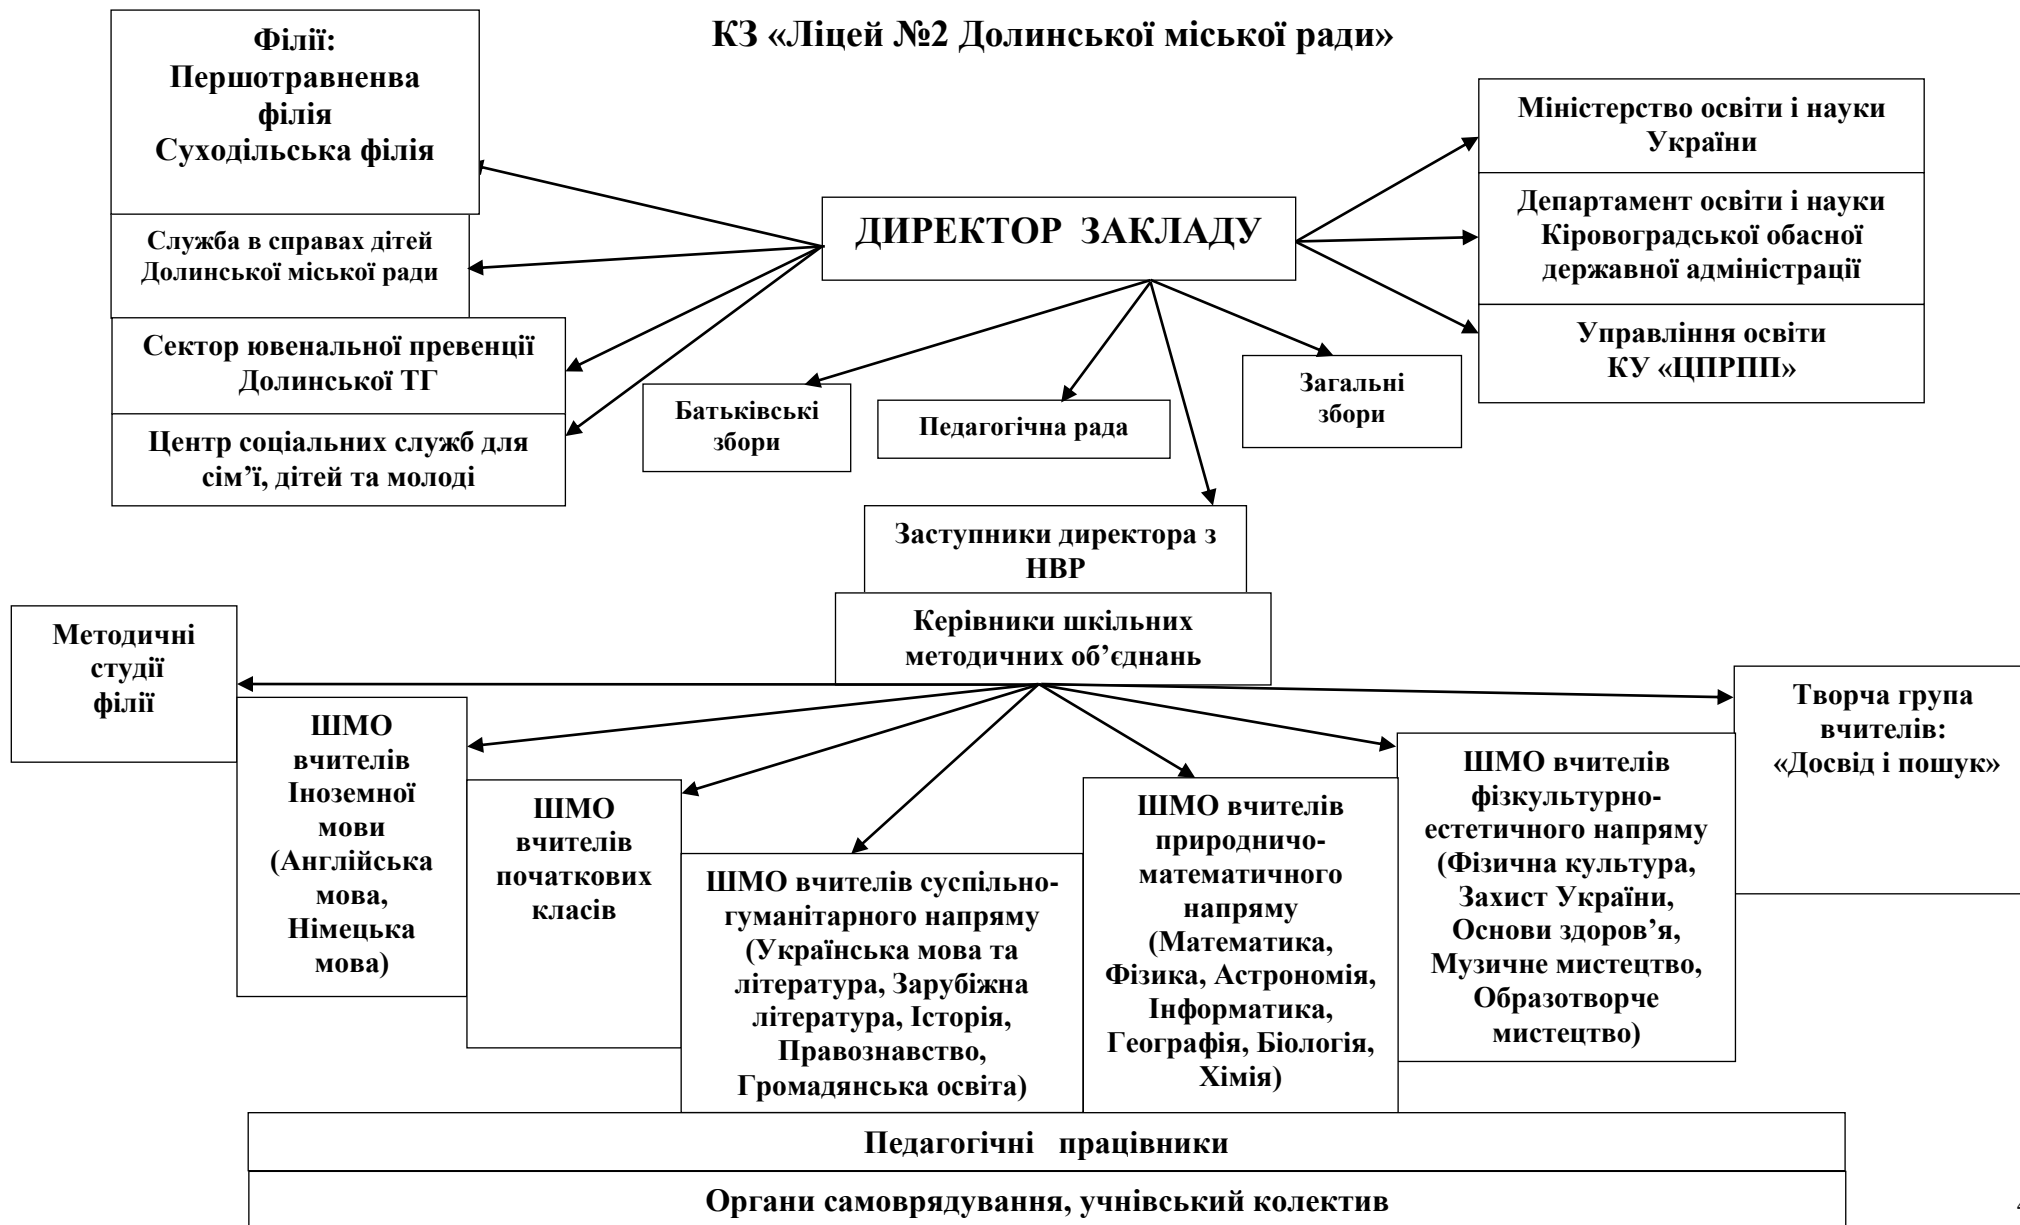 КЗ «Ліцей №2 Долинської міської ради»
Філії:
Першотравненва
філія
Суходільська філія
Служба в справах дітей
Долинської міської ради
Сектор ювенальної превенції
Долинської ТГ
Центр соціальних служб для
сім’ї, дітей та молоді
ДИРЕКТОР ЗАКЛАДУ
Міністерство освіти і науки
України
Департамент освіти і науки
Кіровоградської обасної
державної адміністрації
Управління освіти
КУ «ЦПРПП»
Батьківські
збори
Педагогічна рада
Загальні
збори
Заступники директора з
НВР
Керівники шкільних
методичних об’єднань
Методичні
студії
філії
ШМО
вчителів
Іноземної
мови
(Англійська
мова,
Німецька
мова)
ШМО
вчителів
початкових
класів
ШМО вчителів суспільно-
гуманітарного напряму
(Українська мова та
література, Зарубіжна
література, Історія,
Правознавство,
Громадянська освіта)
ШМО вчителів
природничо-
математичного
напряму
(Математика,
Фізика, Астрономія,
Інформатика,
Географія, Біологія,
Хімія)
ШМО вчителів
фізкультурно-
естетичного напряму
(Фізична культура,
Захист України,
Основи здоров’я,
Музичне мистецтво,
Образотворче
мистецтво)
Творча група
вчителів:
«Досвід і пошук»
Педагогічні працівники
Органи самоврядування, учнівський колектив